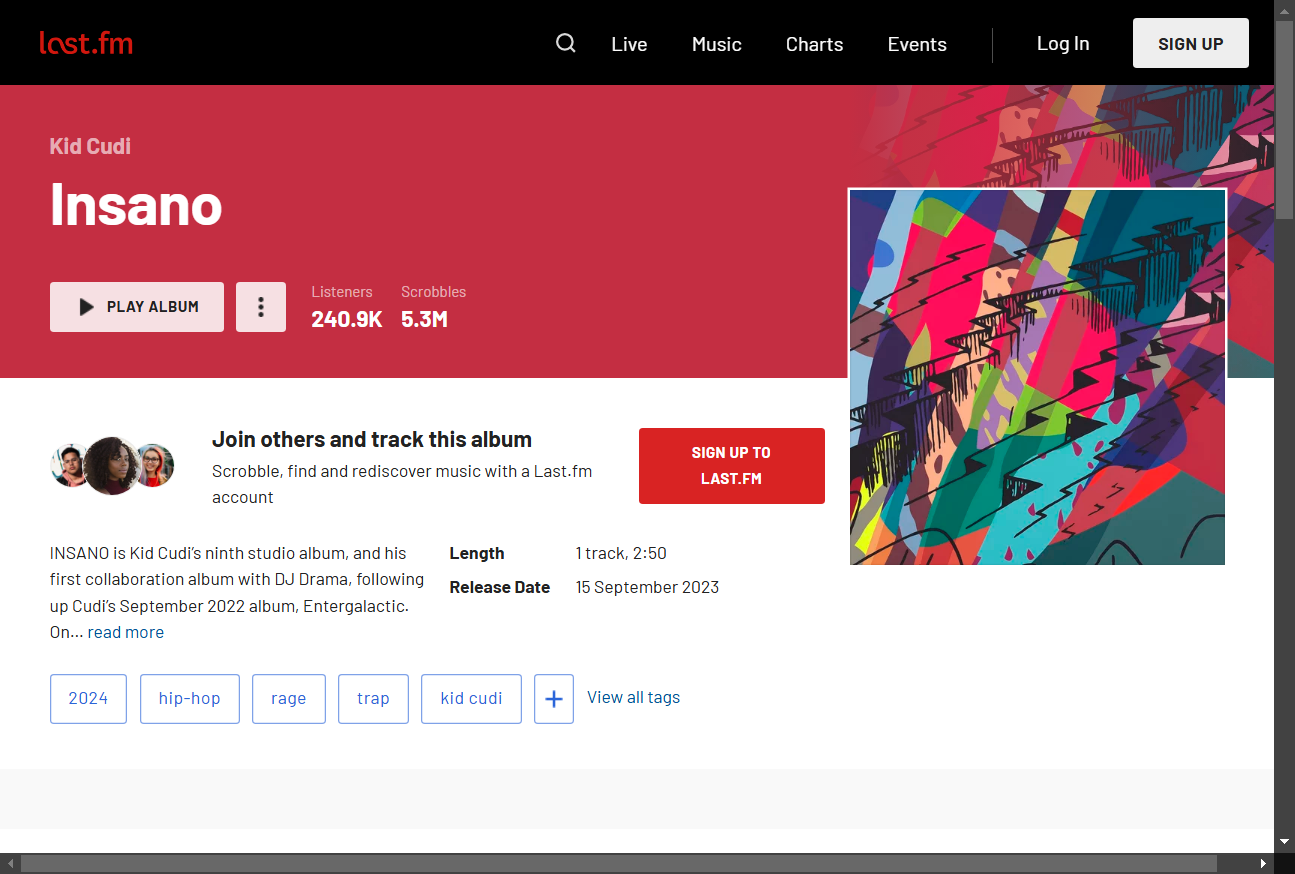 last.fm
Live
Music
Charts
Events
Log In
SIGN UP
Kid Cudi
Insano
PLAY ALBUM
Listeners
240.9K
Scrobbles
5.3M
Join others and track this album
Scrobble, find and rediscover music with a Last.fm
account
SIGN UP TO
LAST.FM
INSANO is Kid Cudi’s ninth studio album, and his
first collaboration album with DJ Drama, following
up Cudi’s September 2022 album, Entergalactic.
On… read more
Length 1 track, 2:50
Release Date 15 September 2023
2024
hip-hop
rage
trap
kid cudi
+
View all tags